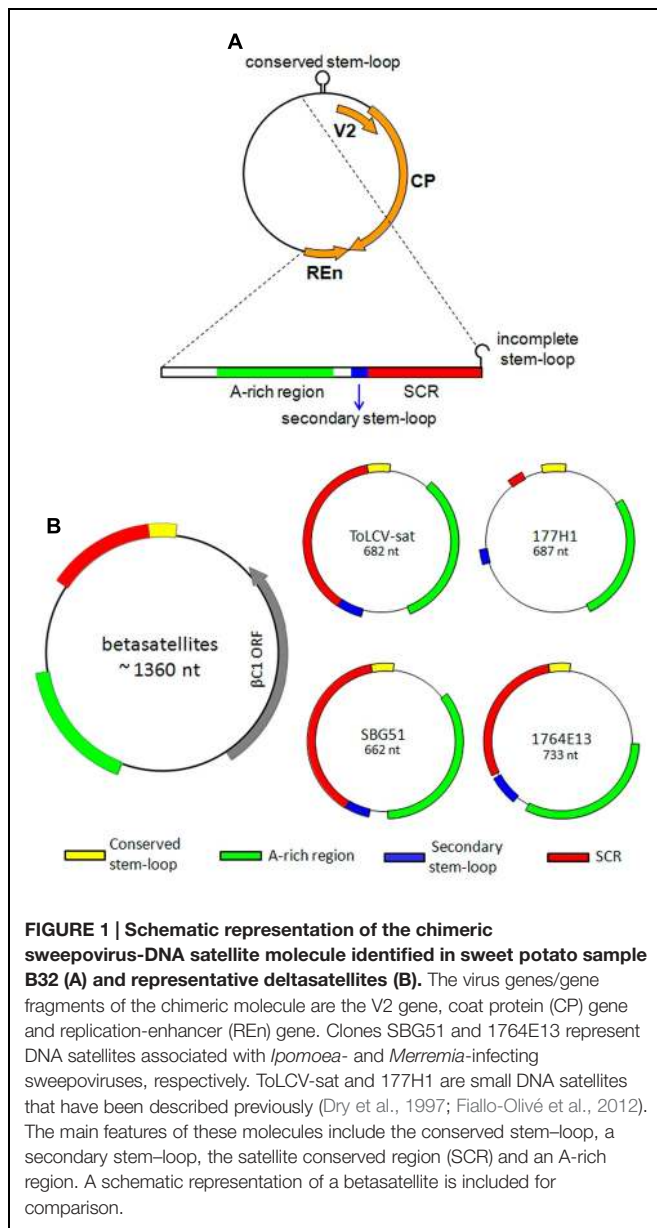 A
conserved stem-loop
V2
CP
REn
incomplete
stem-loop
A-rich region
SCR
secondary stem-loop
B
betasatellites
~ 1360 nt
βC1 ORF
ToLCV-sat
682 nt
177H1
687 nt
SBG51
662 nt
1764E13
733 nt
Conserved
stem-loop
A-rich region
Secondary
stem-loop
SCR
FIGURE 1 | Schematic representation of the chimeric
sweepovirus-DNA satellite molecule identified in sweet potato sample
B32 (A) and representative deltasatellites (B). The virus genes/gene
fragments of the chimeric molecule are the V2 gene, coat protein (CP) gene
and replication-enhancer (REn) gene. Clones SBG51 and 1764E13 represent
DNA satellites associated with Ipomoea- and Merremia-infecting
sweepoviruses, respectively. ToLCV-sat and 177H1 are small DNA satellites
that have been described previously (Dry et al., 1997; Fiallo-Olivé et al., 2012).
The main features of these molecules include the conserved stem–loop, a
secondary stem–loop, the satellite conserved region (SCR) and an A-rich
region. A schematic representation of a betasatellite is included for
comparison.